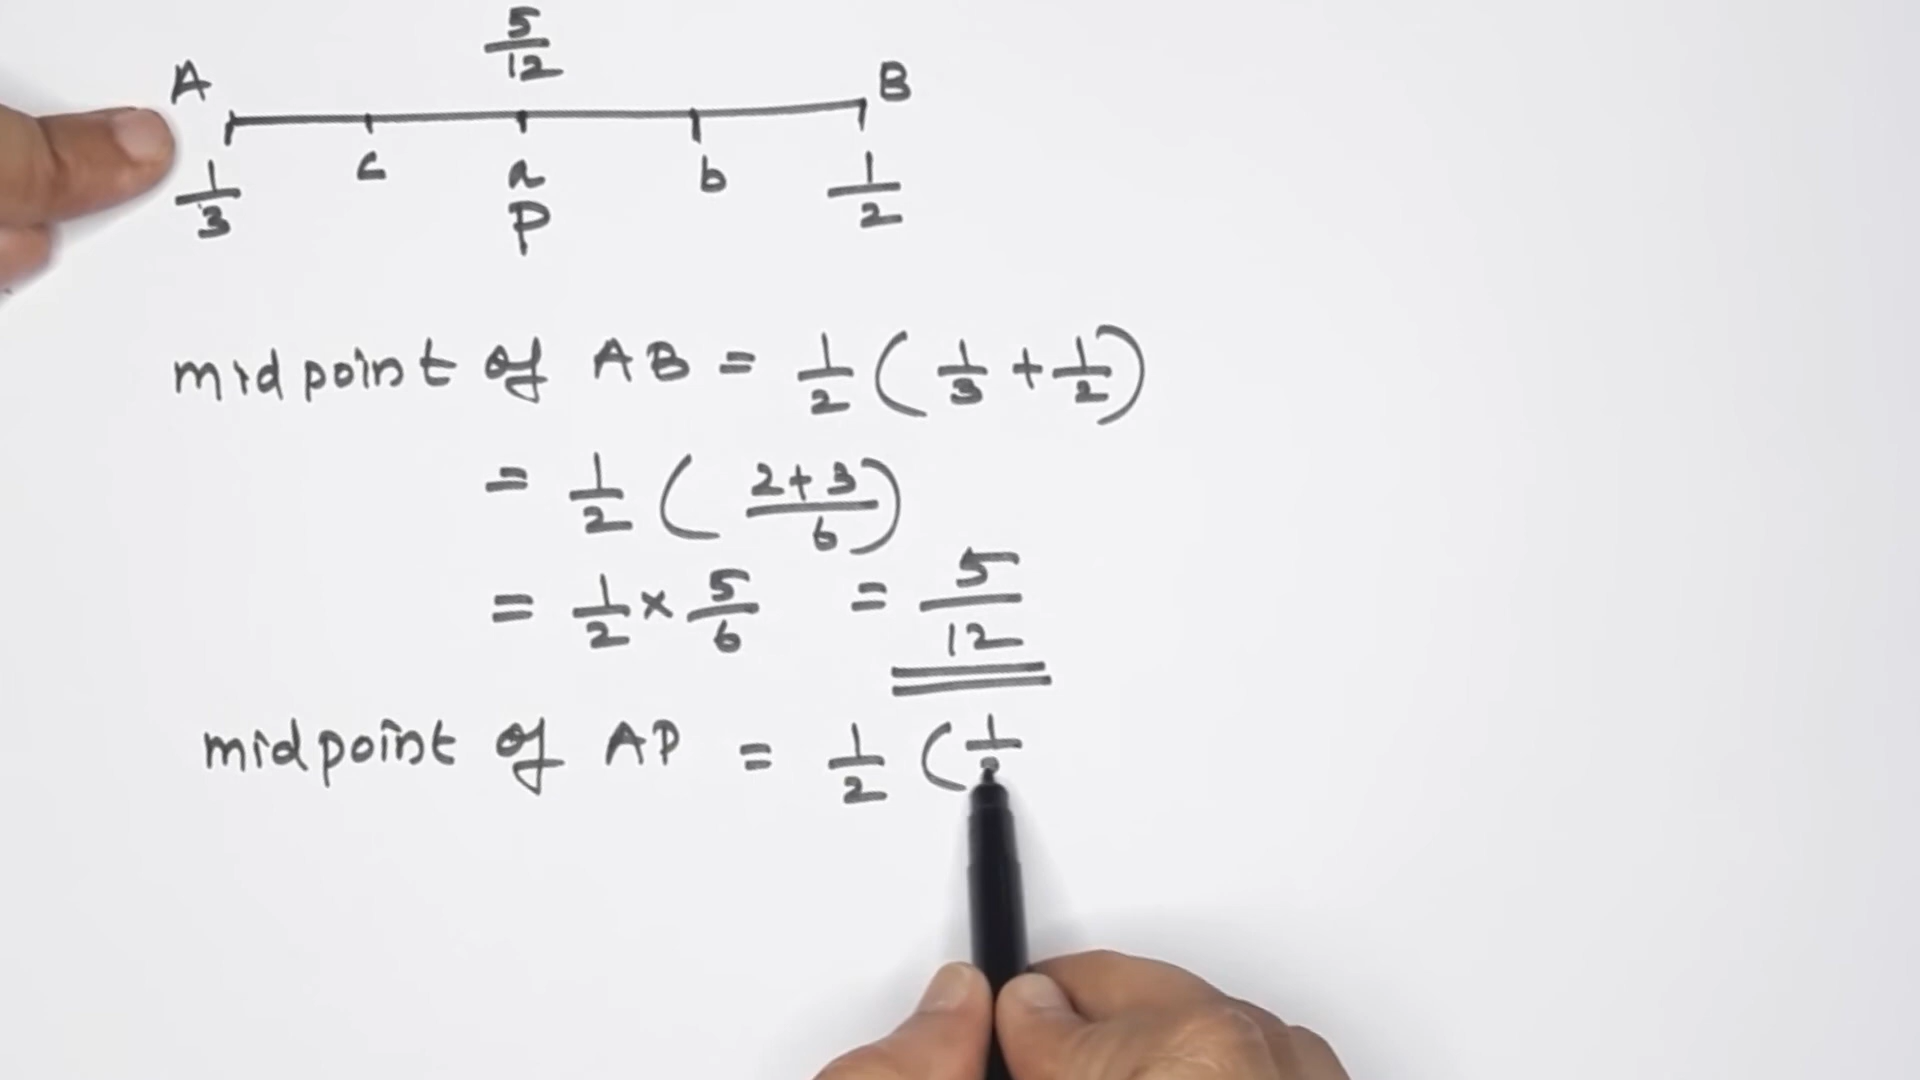 5/12
A B
c a b
1/3 P 1/2
midpoint of AB = 1/2 ( 1/3 + 1/2 )
= 1/2 ( 2+3/6 )
= 1/2 × 5/6 = 5/12
midpoint of AP = 1/2 ( 1/